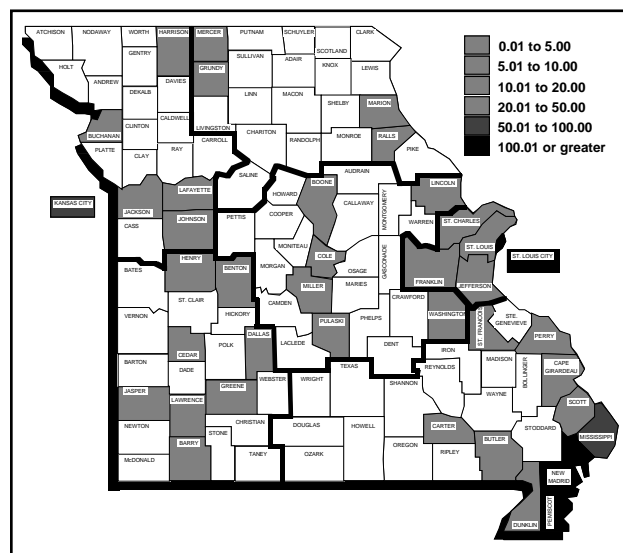 ATCHISON NODAWAY WORTH HARRISON MERCER PUTNAM SCHUYLER CLARK
GENTRY SULLIVAN ADAIR SCOTLAND
HOLT GRUNDY KNOX LEWIS
ANDREW DAVIES
DEKALB LINN MACON SHELBY MARION
BUCHANAN CLINTON CALDWELL LIVINGSTON CHARITON RANDOLPH MONROE RALLS
PLATTE CLAY RAY CARROLL PIKE
SALINE AUDRAIN
KANSAS CITY LAFAYETTE HOWARD BOONE LINCOLN
JACKSON JOHNSON PETTIS COOPER CALLAWAY MONTGOMERY WARREN ST. CHARLES
CASS MONITEAU COLE OSAGE GASCONADE ST. LOUIS ST. LOUIS CITY
BATES HENRY BENTON MORGAN MILLER MARIES FRANKLIN JEFFERSON
ST. CLAIR HICKORY CAMDEN CRAWFORD WASHINGTON
VERNON PULASKI PHELPS ST. FRANCOIS STE. GENEVIEVE
CEDAR POLK DALLAS LACLEDE DENT IRON PERRY
BARTON DADE TEXAS REYNOLDS MADISON BOLLINGER CAPE GIRARDEAU
JASPER LAWRENCE GREENE WEBSTER WRIGHT SHANNON WAYNE SCOTT
NEWTON CHRISTIAN DOUGLAS HOWELL CARTER BUTLER STODDARD MISSISSIPPI
McDONALD BARRY STONE TANEY OZARK OREGON RIPLEY NEW MADRID
DUNKLIN PEMISCOT
0.01 to 5.00
5.01 to 10.00
10.01 to 20.00
20.01 to 50.00
50.01 to 100.00
100.01 or greater